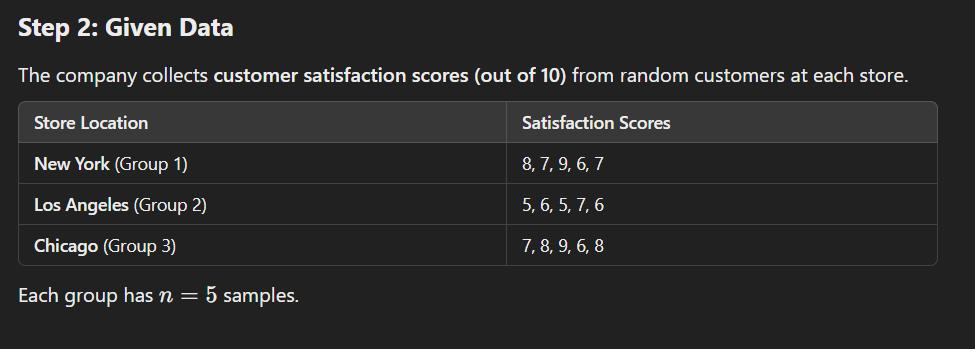 Step 2: Given Data
The company collects customer satisfaction scores (out of 10) from random customers at each store.
Store Location Satisfaction Scores
New York (Group 1) 8, 7, 9, 6, 7
Los Angeles (Group 2) 5, 6, 5, 7, 6
Chicago (Group 3) 7, 8, 9, 6, 8
Each group has n = 5 samples.